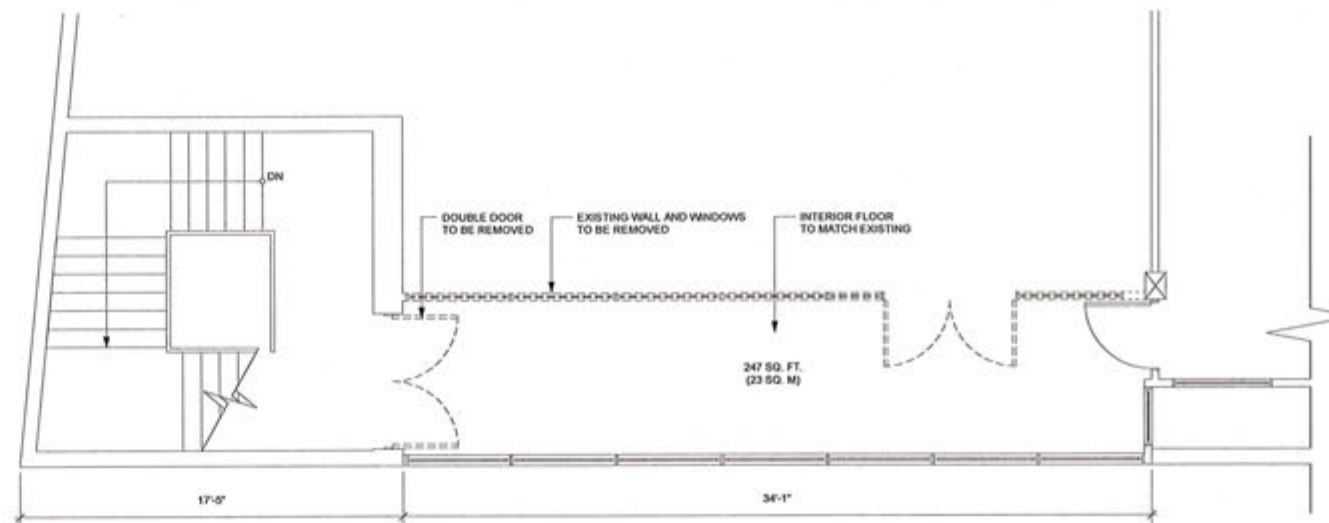 DN
DOUBLE DOOR
TO BE REMOVED
EXISTING WALL AND WINDOWS
TO BE REMOVED
INTERIOR FLOOR
TO MATCH EXISTING
247 SQ. FT.
(23 SQ. M)
17'-5"
34'-1"